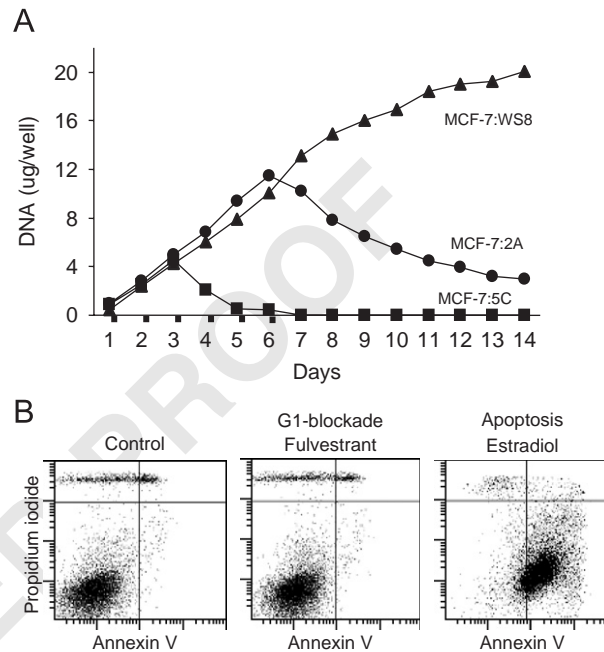 A
20
16
12
8
4
0
DNA (ug/well)
MCF-7:WS8
MCF-7:2A
MCF-7:5C
1 2 3 4 5 6 7 8 9 10 11 12 13 14
Days
B
Control
G1-blockade
Fulvestrant
Apoptosis
Estradiol
Propidium iodide
Annexin V
Annexin V
Annexin V
PROOF